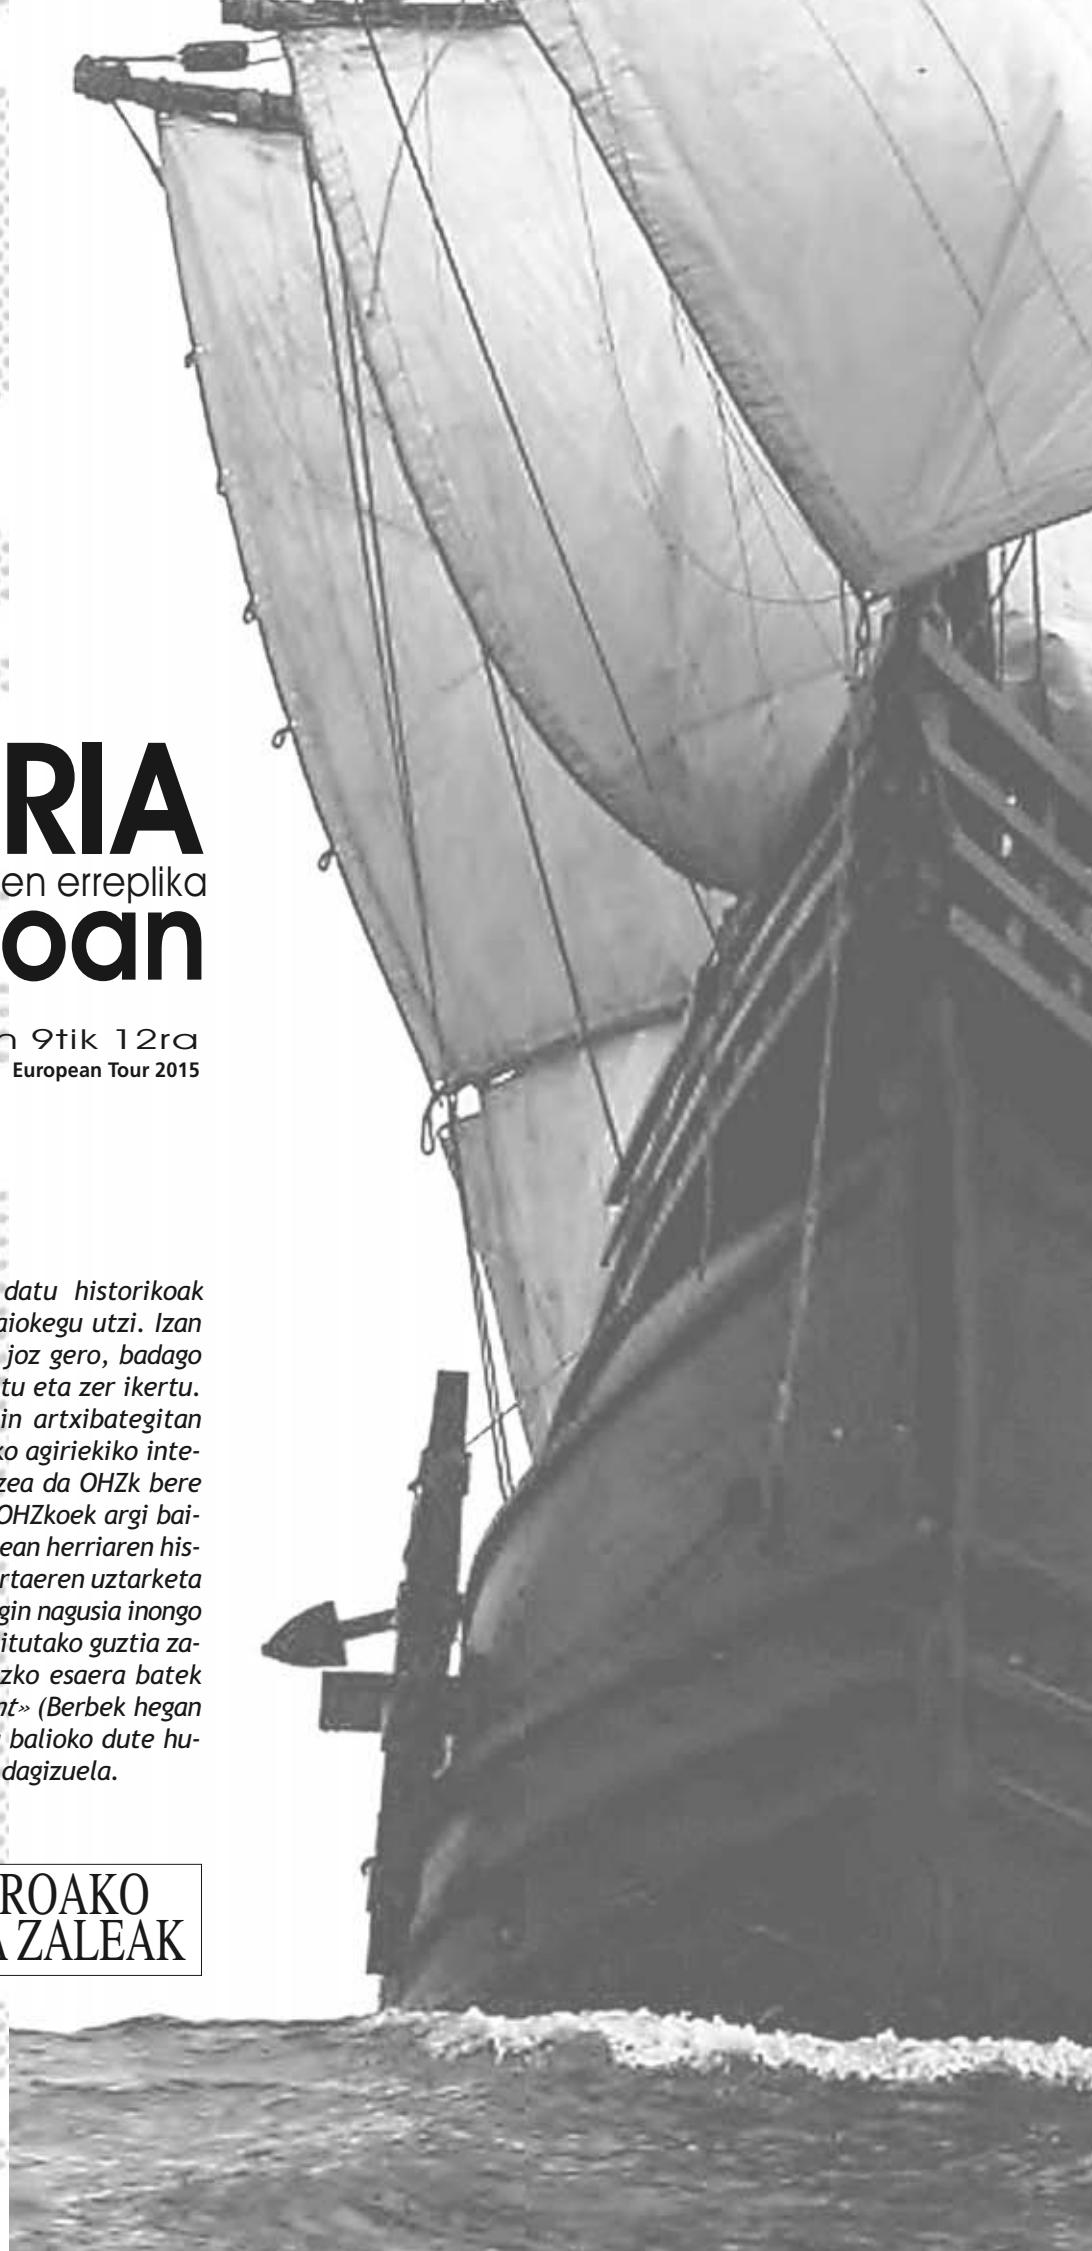 RIA
en erreplika
oan
n 9tik 12ra
European Tour 2015
datu historikoak
aiokegu utzi. Izan
joz gero, badago
tu eta zer ikertu.
in artxibategitan
ko agiriekiko inte-
zea da OHZk bere
OHZkoek argi bai-
ean herriaren his-
rtaeren uztarketa
gin nagusia inongo
itutako guztia za-
zko esaera batek
nt» (Berbek hegan
balioko dute hu-
dagizuela.
ROAKO
A ZALEAK